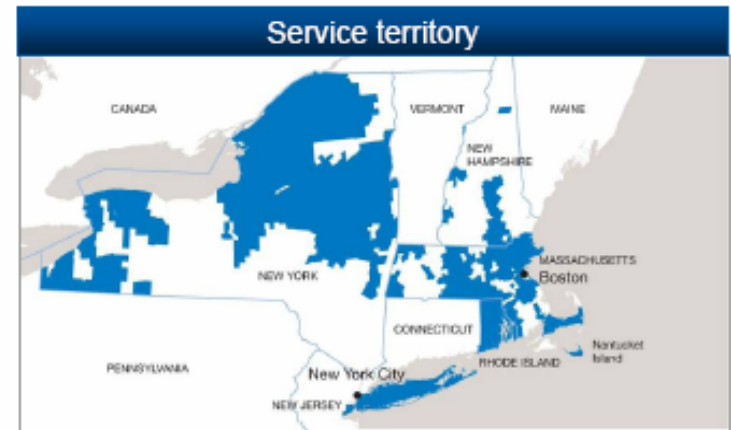 Service territory
CANADA
VERMONT
MAINE
NEW
HAMPSHIRE
MASSACHUSETTS
Boston
NEW YORK
CONNECTICUT
Nantucket
Island
RHODE ISLAND
PENNSYLVANIA
New York City
NEW JERSEY